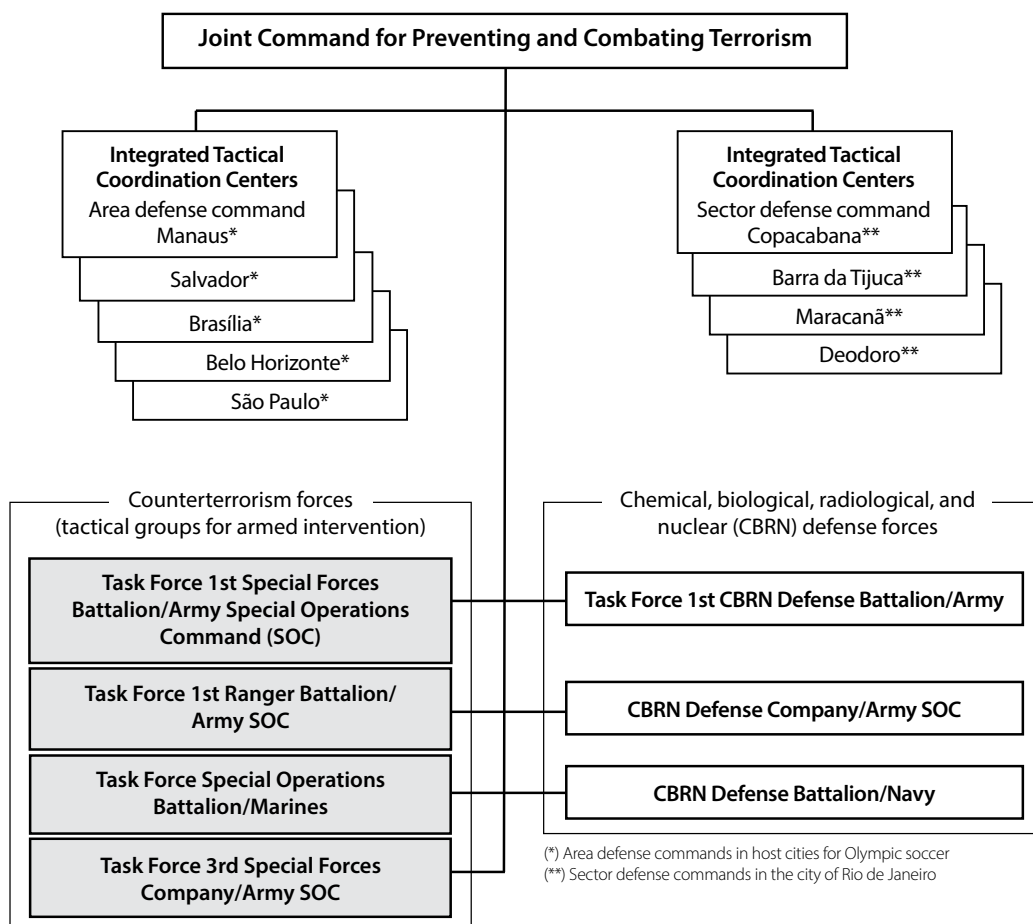 Joint Command for Preventing and Combating Terrorism
Integrated Tactical
Coordination Centers
Area defense command
Manaus*
Salvador*
Brasília*
Belo Horizonte*
São Paulo*
Integrated Tactical
Coordination Centers
Sector defense command
Copacabana**
Barra da Tijuca**
Maracanã**
Deodoro**
Counterterrorism forces
(tactical groups for armed intervention)
Task Force 1st Special Forces
Battalion/Army Special Operations
Command (SOC)
Task Force 1st Ranger Battalion/
Army SOC
Task Force Special Operations
Battalion/Marines
Task Force 3rd Special Forces
Company/Army SOC
Chemical, biological, radiological, and
nuclear (CBRN) defense forces
Task Force 1st CBRN Defense Battalion/Army
CBRN Defense Company/Army SOC
CBRN Defense Battalion/Navy
(*) Area defense commands in host cities for Olympic soccer
(**) Sector defense commands in the city of Rio de Janeiro